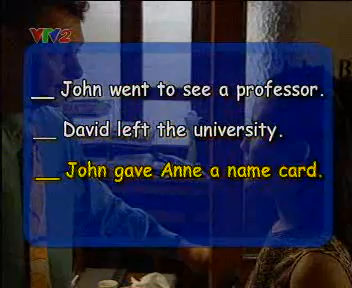 VTV2
__ John went to see a professor.
__ David left the university.
__ John gave Anne a name card.